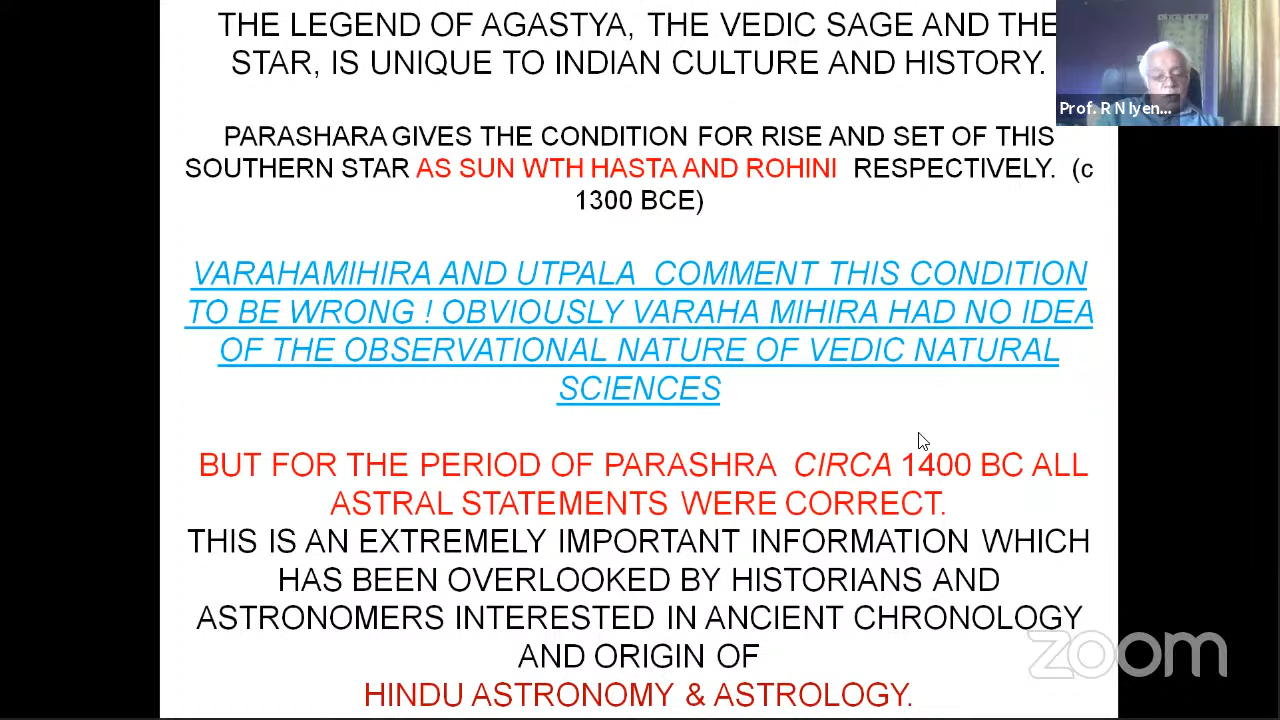 THE LEGEND OF AGASTYA, THE VEDIC SAGE AND THE
STAR, IS UNIQUE TO INDIAN CULTURE AND HISTORY.
Prof. R N Iyen...
PARASHARA GIVES THE CONDITION FOR RISE AND SET OF THIS
SOUTHERN STAR AS SUN WTH HASTA AND ROHINI RESPECTIVELY. (c
1300 BCE)
VARAHAMIHIRA AND UTPALA COMMENT THIS CONDITION
TO BE WRONG ! OBVIOUSLY VARAHA MIHIRA HAD NO IDEA
OF THE OBSERVATIONAL NATURE OF VEDIC NATURAL
SCIENCES
BUT FOR THE PERIOD OF PARASHRA CIRCA 1400 BC ALL
ASTRAL STATEMENTS WERE CORRECT.
THIS IS AN EXTREMELY IMPORTANT INFORMATION WHICH
HAS BEEN OVERLOOKED BY HISTORIANS AND
ASTRONOMERS INTERESTED IN ANCIENT CHRONOLOGY
AND ORIGIN OF
HINDU ASTRONOMY & ASTROLOGY.
zoom